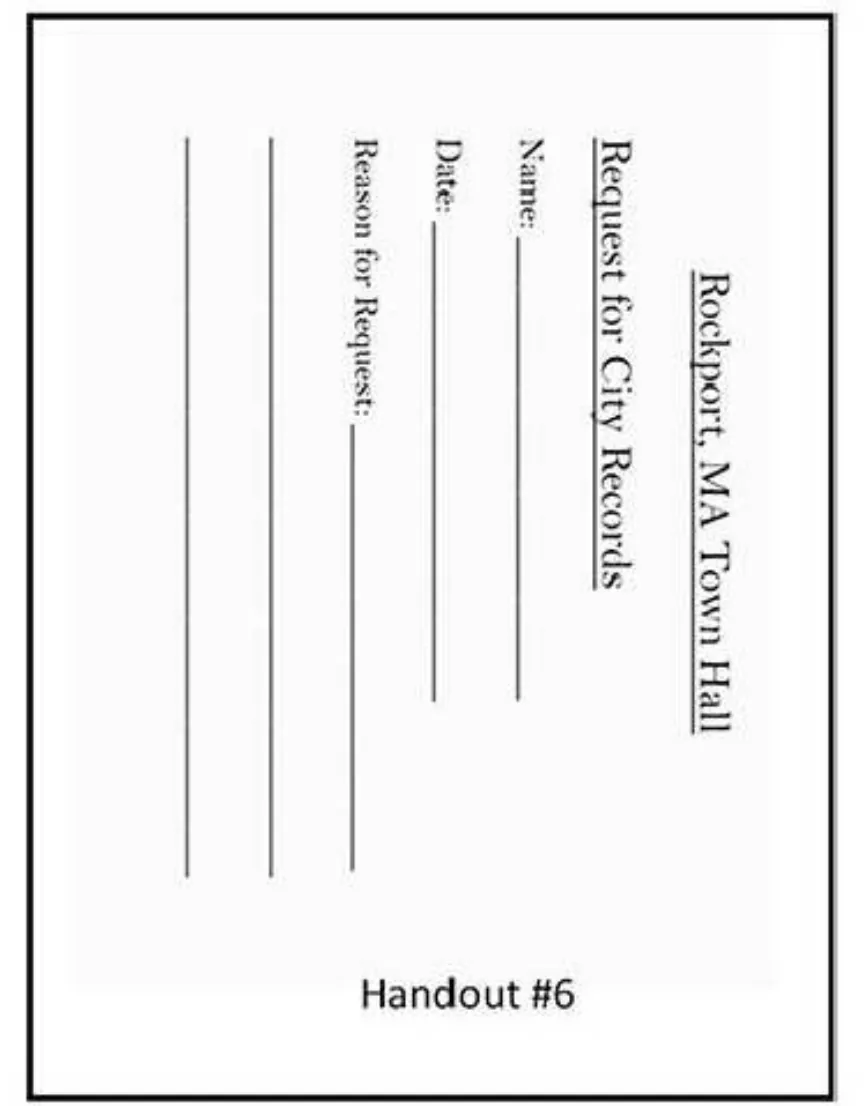 Rockport, MA Town Hall
Request for City Records
Name:
Date:
Reason for Request:
Handout #6